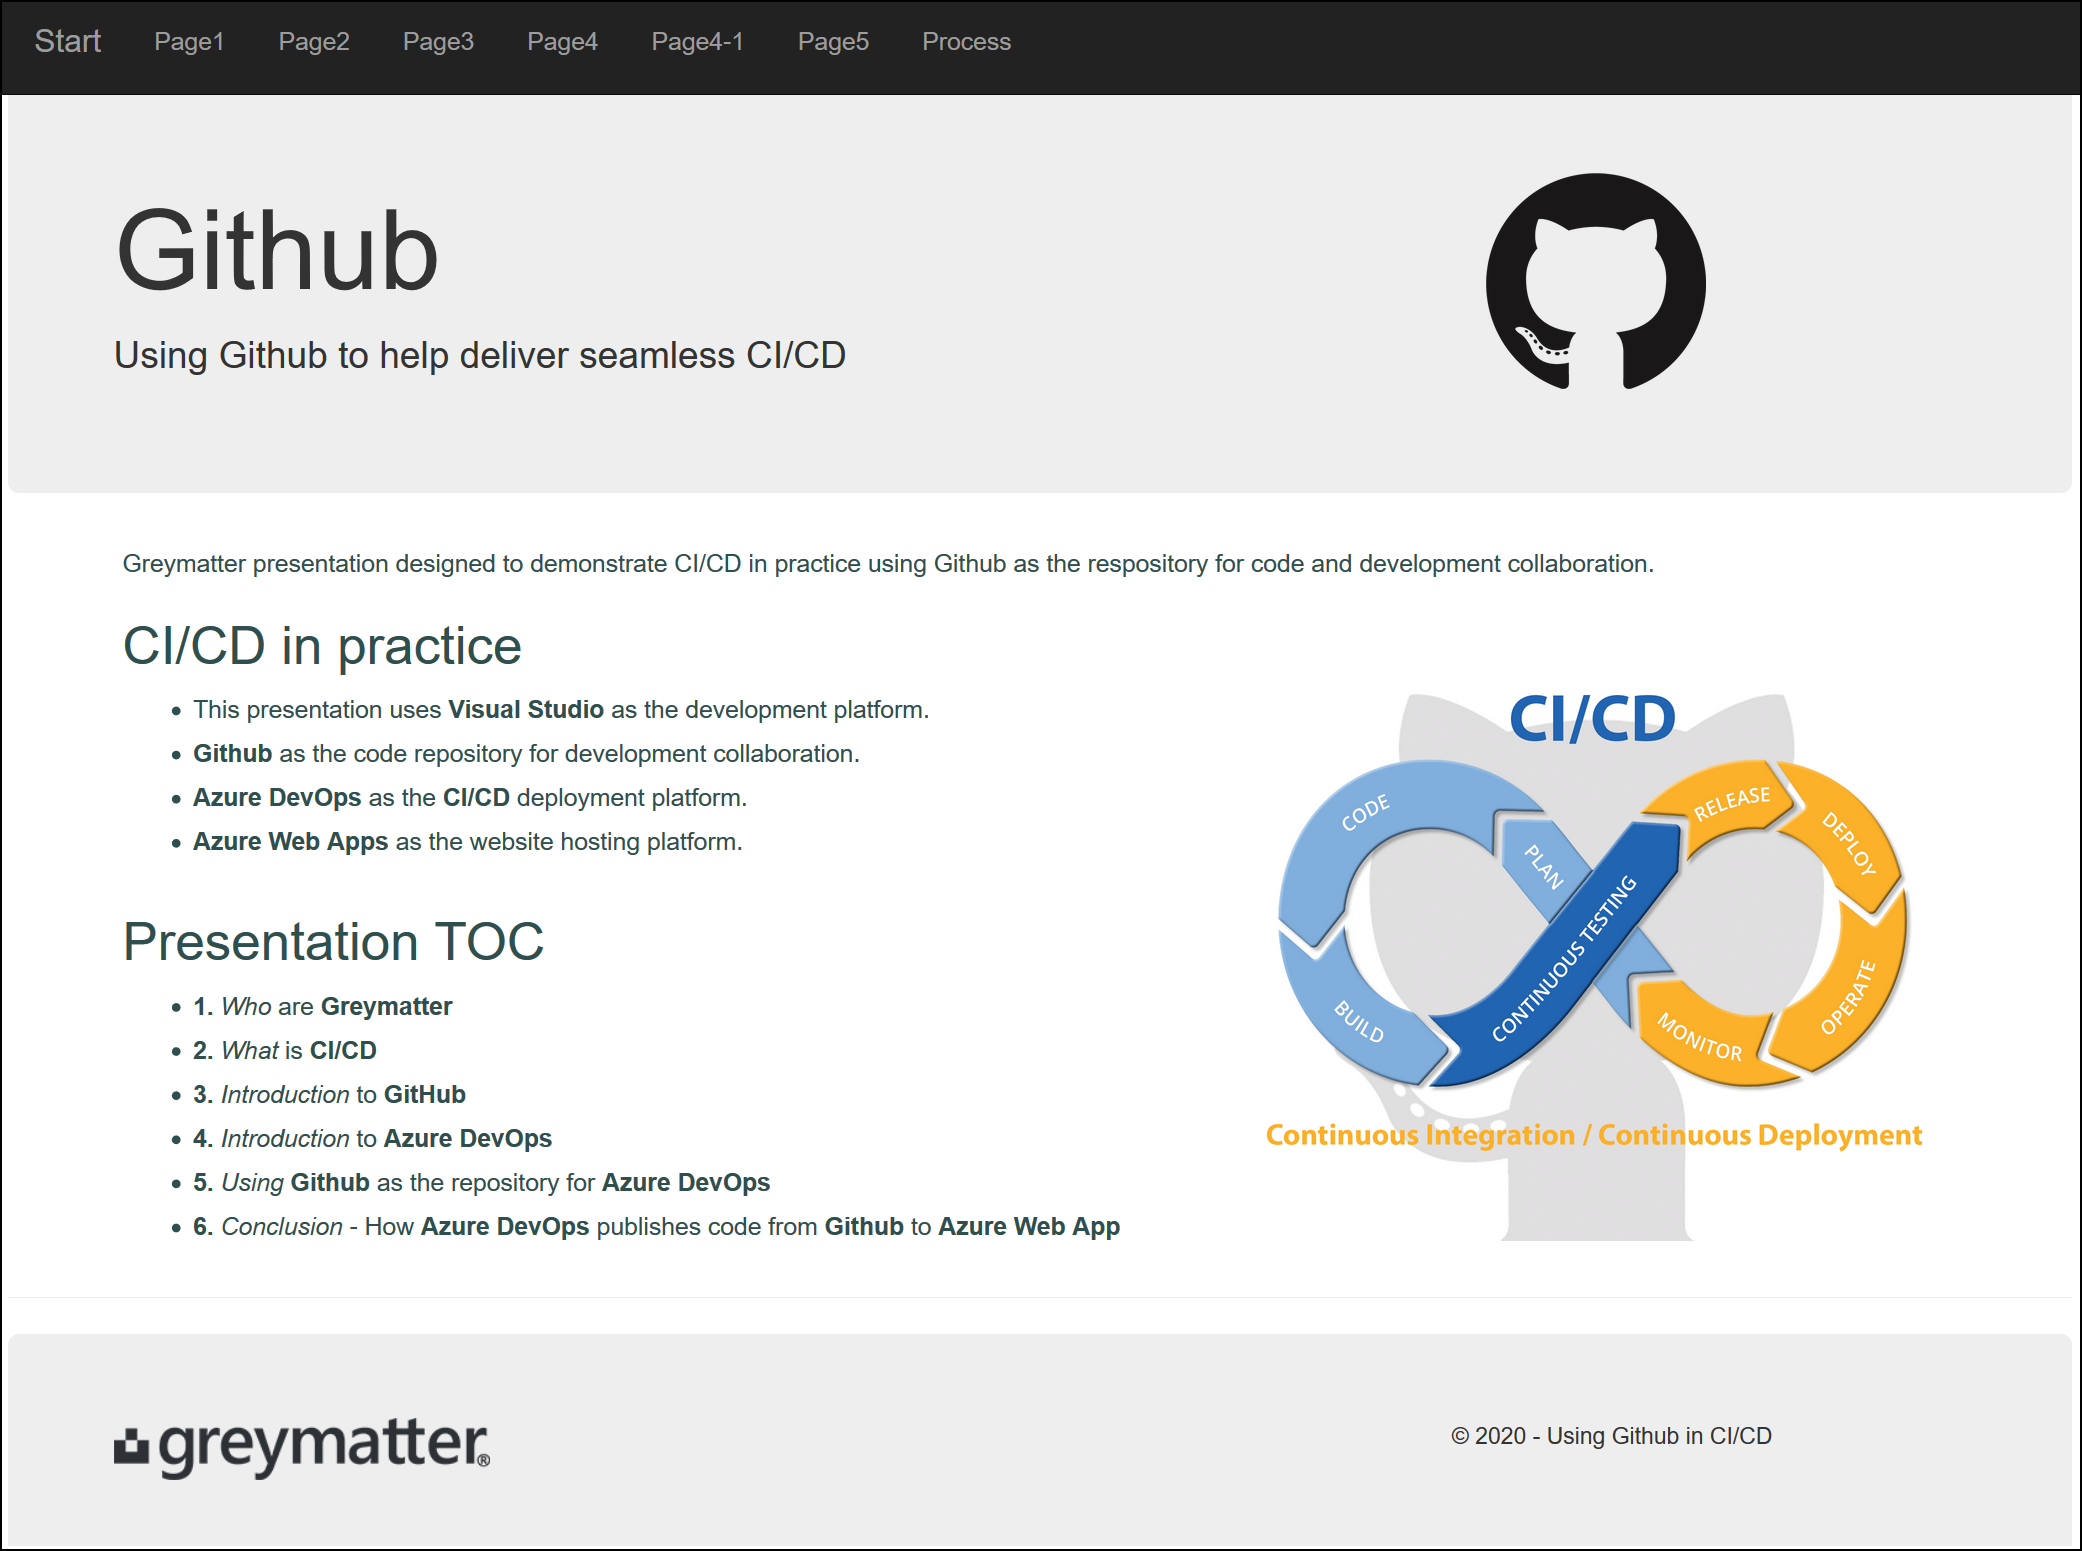 Start Page1 Page2 Page3 Page4 Page4-1 Page5 Process
Github
Using Github to help deliver seamless CI/CD
Greymatter presentation designed to demonstrate CI/CD in practice using Github as the respository for code and development collaboration.
CI/CD in practice
• This presentation uses Visual Studio as the development platform.
• Github as the code repository for development collaboration.
• Azure DevOps as the CI/CD deployment platform.
• Azure Web Apps as the website hosting platform.
Presentation TOC
• 1. Who are Greymatter
• 2. What is CI/CD
• 3. Introduction to GitHub
• 4. Introduction to Azure DevOps
• 5. Using Github as the repository for Azure DevOps
• 6. Conclusion - How Azure DevOps publishes code from Github to Azure Web App
CI/CD
CODE
PLAN
BUILD
CONTINUOUS TESTING
RELEASE
DEPLOY
OPERATE
MONITOR
Continuous Integration / Continuous Deployment
greymatter®
© 2020 - Using Github in CI/CD